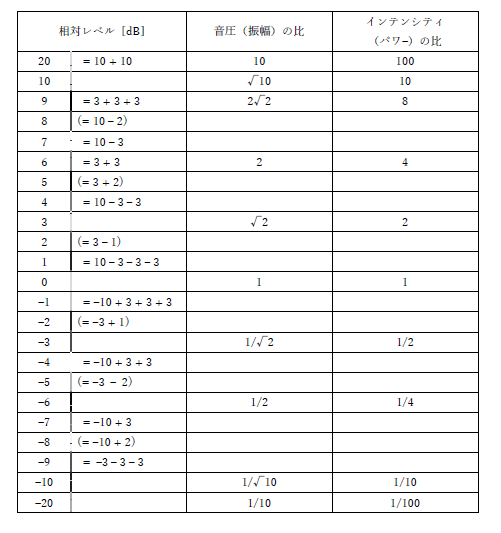 相対レベル [dB] 音圧（振幅）の比 インテンシティ
（パワー）の比
20 = 10 + 10 10 100
10 √10 10
9 = 3 + 3 + 3 2√2 8
8 (= 10 – 2)
7 = 10 – 3
6 = 3 + 3 2 4
5 (= 3 + 2)
4 = 10 – 3 – 3
3 √2 2
2 (= 3 – 1)
1 = 10 – 3 – 3 – 3
0 1 1
–1 = –10 + 3 + 3 + 3
–2 (= –3 + 1)
–3 1/√2 1/2
–4 = –10 + 3 + 3
–5 (= –3 – 2)
–6 1/2 1/4
–7 = –10 + 3
–8 (= –10 + 2)
–9 = –3 – 3 – 3
–10 1/√10 1/10
–20 1/10 1/100